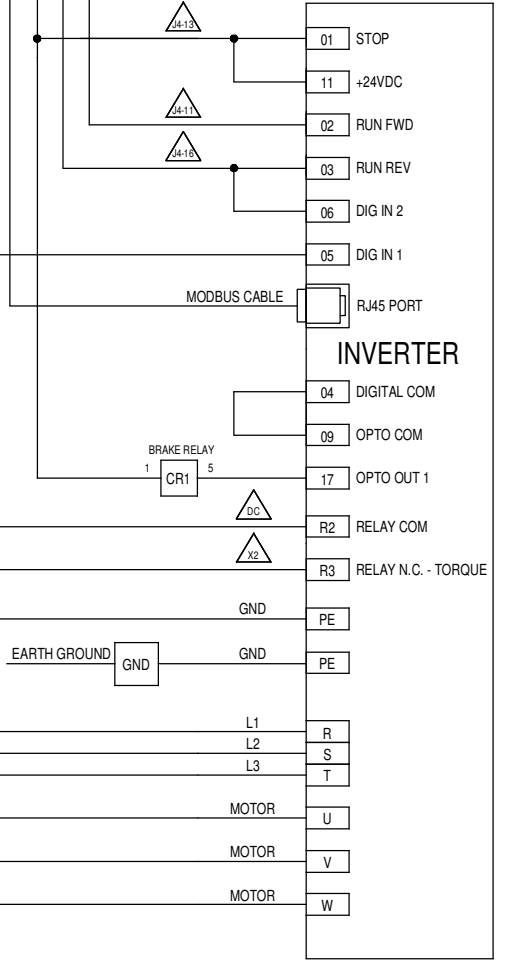 J4-13
01 STOP
11 +24VDC
J4-11
02 RUN FWD
J4-16
03 RUN REV
06 DIG IN 2
05 DIG IN 1
MODBUS CABLE RJ45 PORT
INVERTER
04 DIGITAL COM
09 OPTO COM
BRAKE RELAY
1 CR1 5 17 OPTO OUT 1
DC
R2 RELAY COM
X2
R3 RELAY N.C. - TORQUE
GND PE
EARTH GROUND GND GND PE
L1 R
L2 S
L3 T
MOTOR U
MOTOR V
MOTOR W